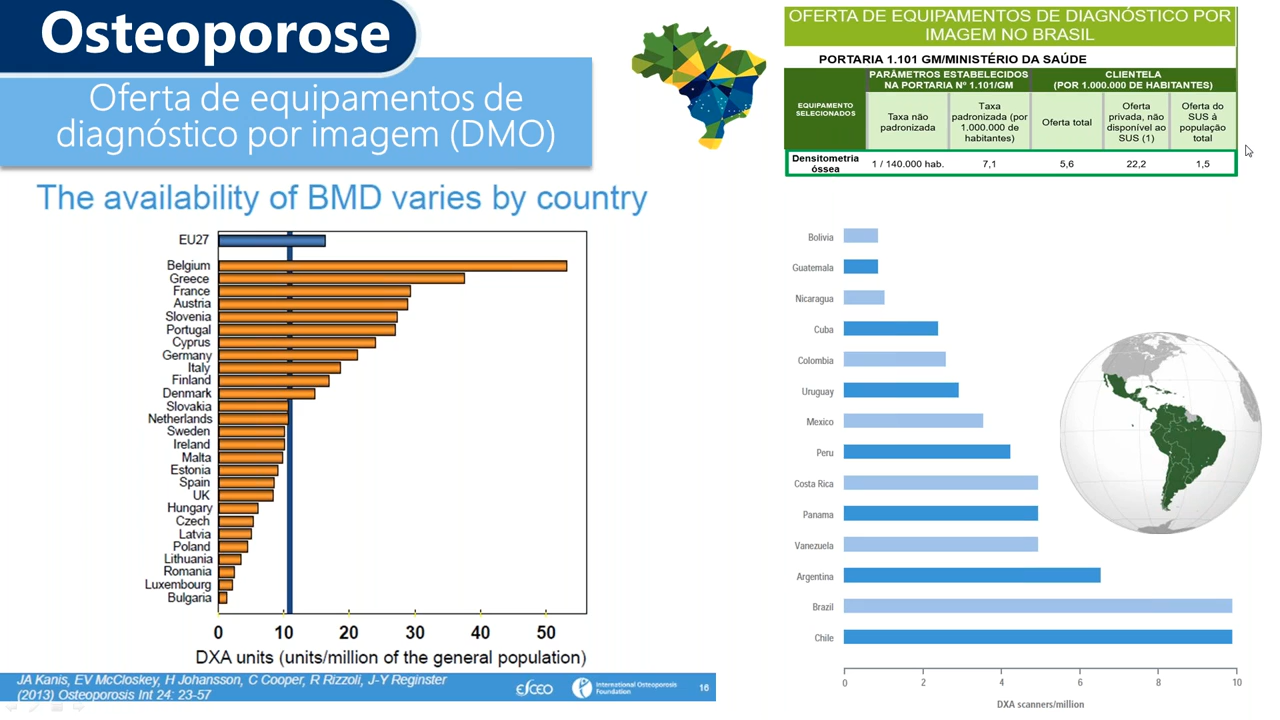 Osteoporose
Oferta de equipamentos de
diagnóstico por imagem (DMO)
The availability of BMD varies by country
EU27
Belgium
Greece
France
Austria
Slovenia
Portugal
Cyprus
Germany
Italy
Finland
Denmark
Slovakia
Netherlands
Sweden
Ireland
Malta
Estonia
Spain
UK
Hungary
Czech
Latvia
Poland
Lithuania
Romania
Luxembourg
Bulgaria
0 10 20 30 40 50
DXA units (units/million of the general population)
JA Kanis, EV McCloskey, H Johansson, C Cooper, R Rizzoli, J-Y Reginster
(2013) Osteoporosis Int 24: 23-57
International Osteoporosis
Foundation
16
OFERTA DE EQUIPAMENTOS DE DIAGNÓSTICO POR
IMAGEM NO BRASIL
PORTARIA 1.101 GM/MINISTÉRIO DA SAÚDE
EQUIPAMENTO
SELECIONADOS
PARÂMETROS ESTABELECIDOS
NA PORTARIA Nº 1.101/GM
CLIENTELA
(POR 1.000.000 DE HABITANTES)
Taxa não
padronizada
Taxa
padronizada (por
1.000.000 de
habitantes)
Oferta total
Oferta
privada, não
disponível ao
SUS (1)
Oferta do
SUS á
população
total
Densitometria
óssea
1 / 140.000 hab.
7,1
5,6
22,2
1,5
Bolivia
Guatemala
Nicaragua
Cuba
Colombia
Uruguay
Mexico
Peru
Costa Rica
Panama
Vanezuela
Argentina
Brazil
Chile
0 2 4 6 8 10
DXA scanners/million